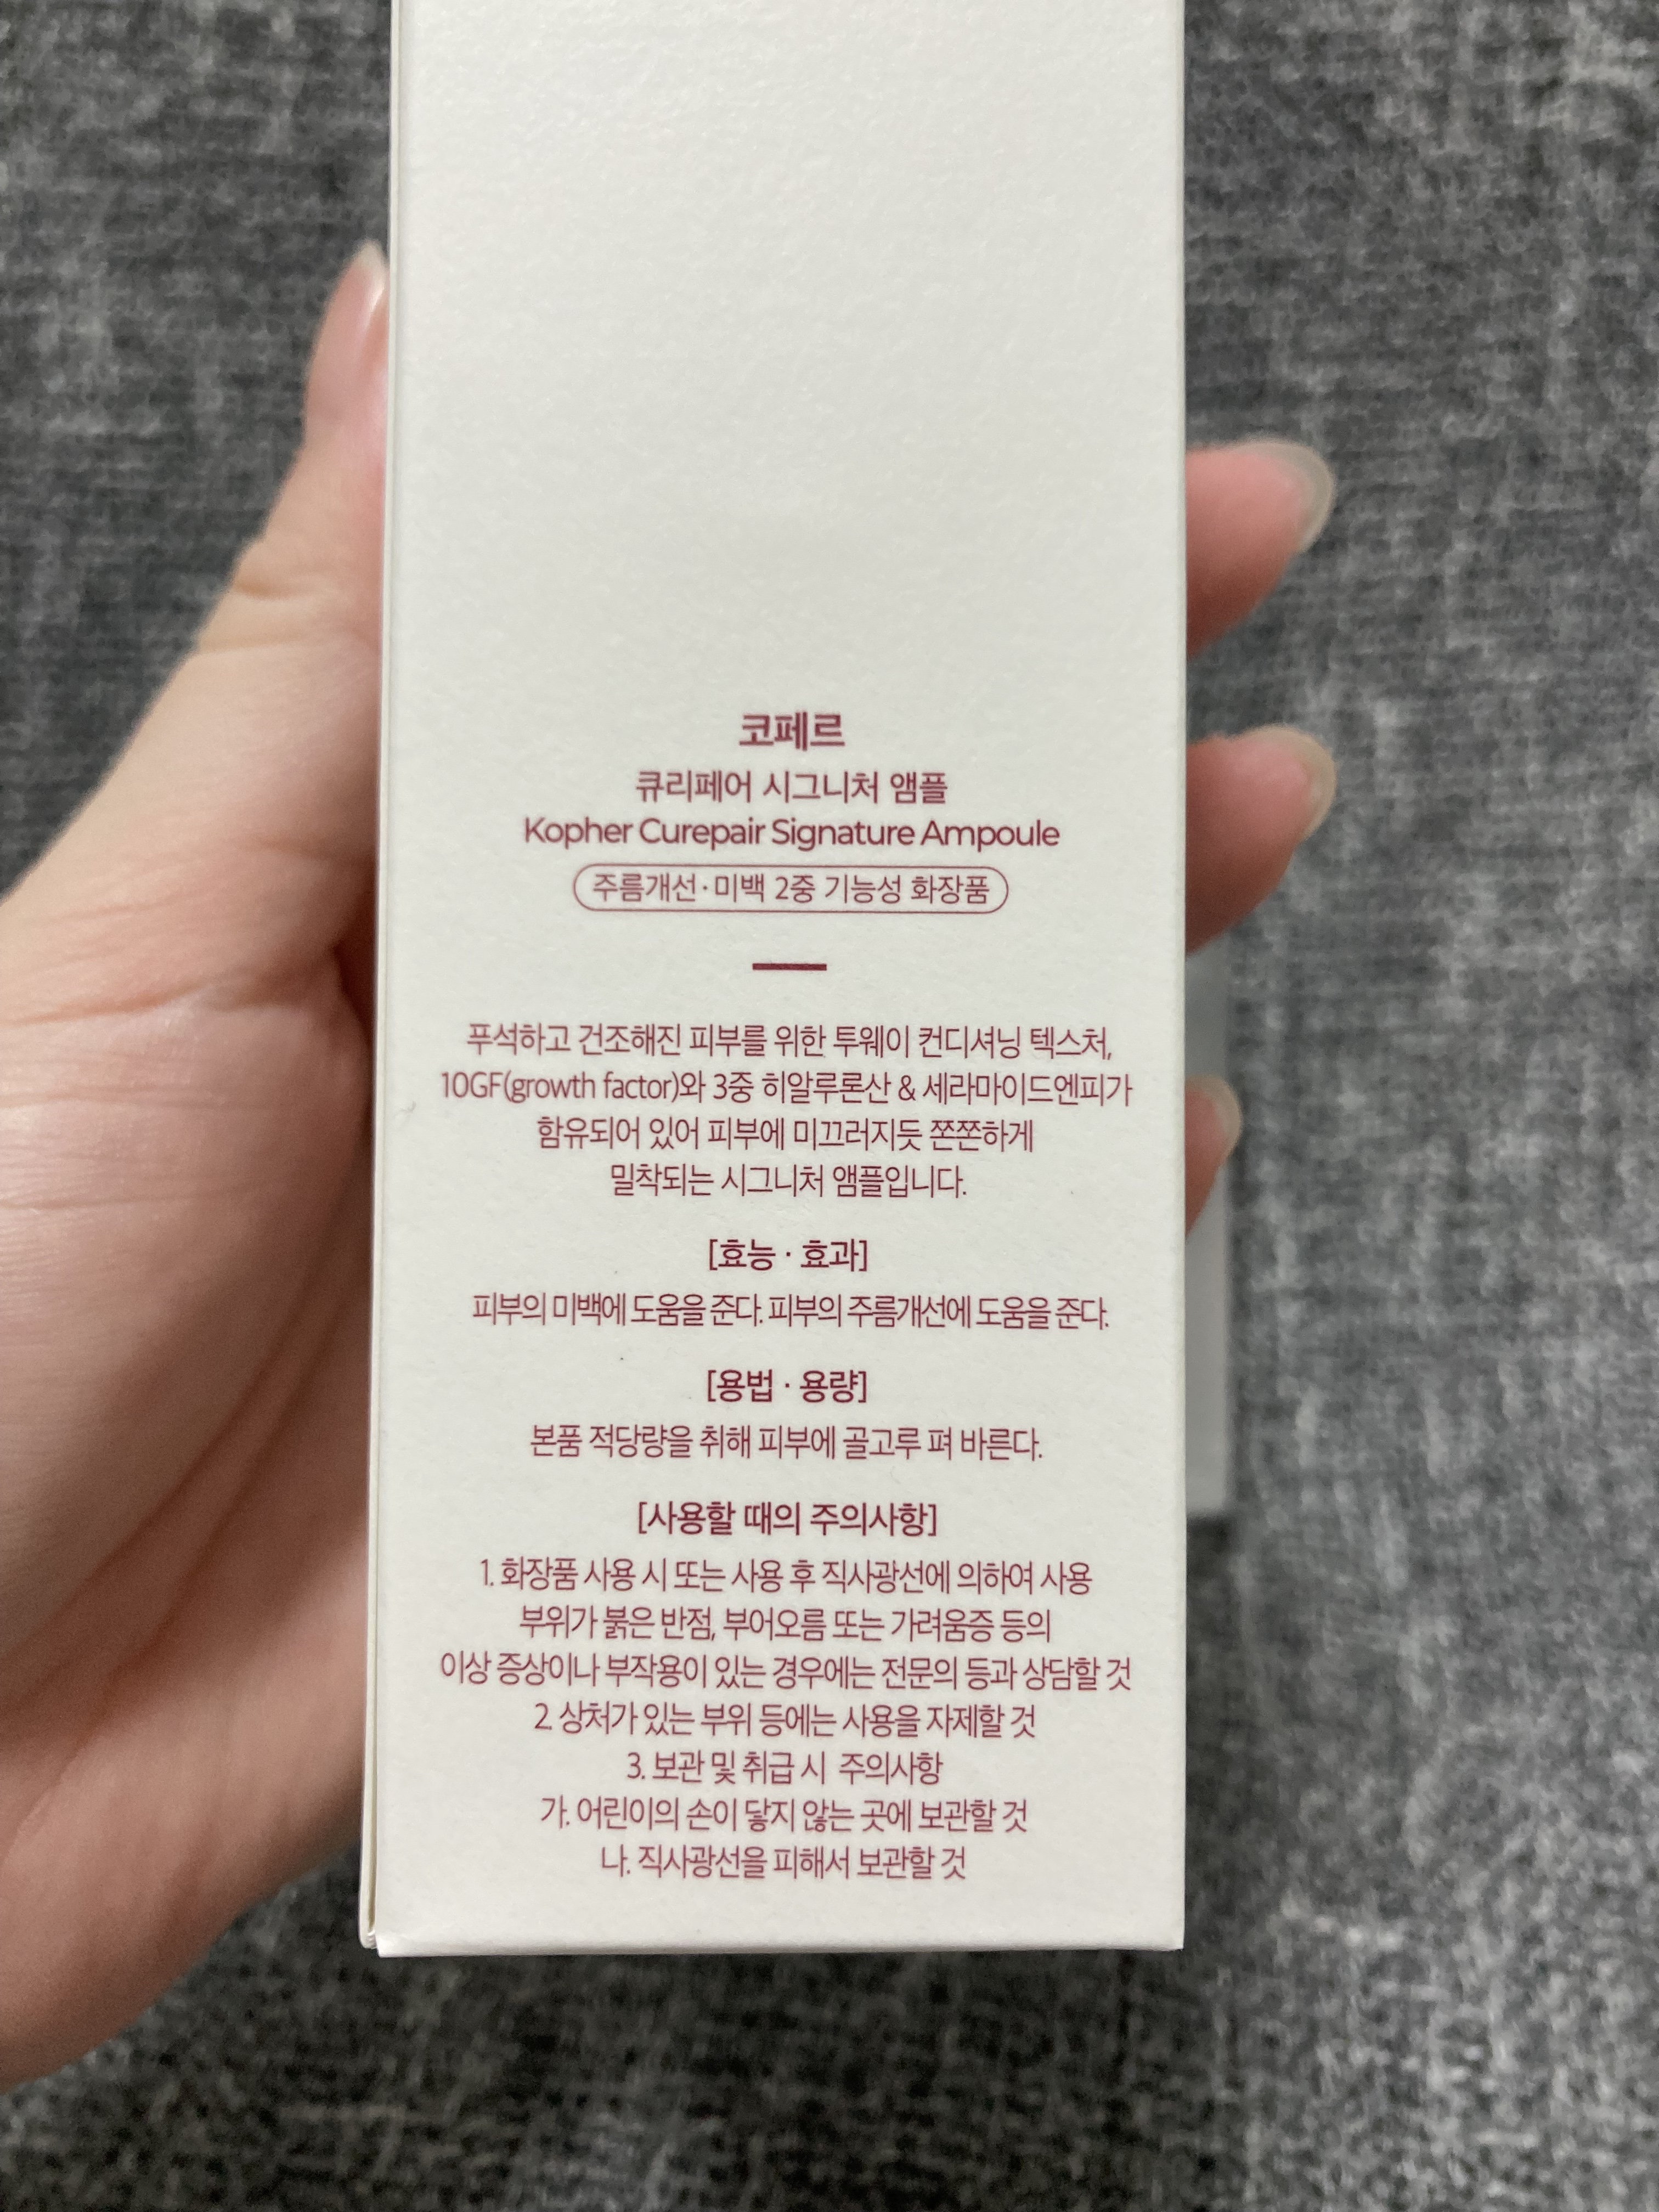 코페르
큐리페어 시그니처 앰플
Kopher Curepair Signature Ampoule
주름개선·미백 2중 기능성 화장품
푸석하고 건조해진 피부를 위한 투웨이 컨디셔닝 텍스처,
10GF(growth factor)와 3중 히알루론산 & 세라마이드엔피가
함유되어 있어 피부에 미끄러지듯 쫀쫀하게
밀착되는 시그니처 앰플입니다.
[효능 · 효과]
피부의 미백에 도움을 준다. 피부의 주름개선에 도움을 준다.
[용법 · 용량]
본품 적당량을 취해 피부에 골고루 펴 바른다.
[사용할 때의 주의사항]
1. 화장품 사용 시 또는 사용 후 직사광선에 의하여 사용
부위가 붉은 반점, 부어오름 또는 가려움증 등의
이상 증상이나 부작용이 있는 경우에는 전문의 등과 상담할 것
2. 상처가 있는 부위 등에는 사용을 자제할 것
3. 보관 및 취급 시 주의사항
가. 어린이의 손이 닿지 않는 곳에 보관할 것
나. 직사광선을 피해서 보관할 것